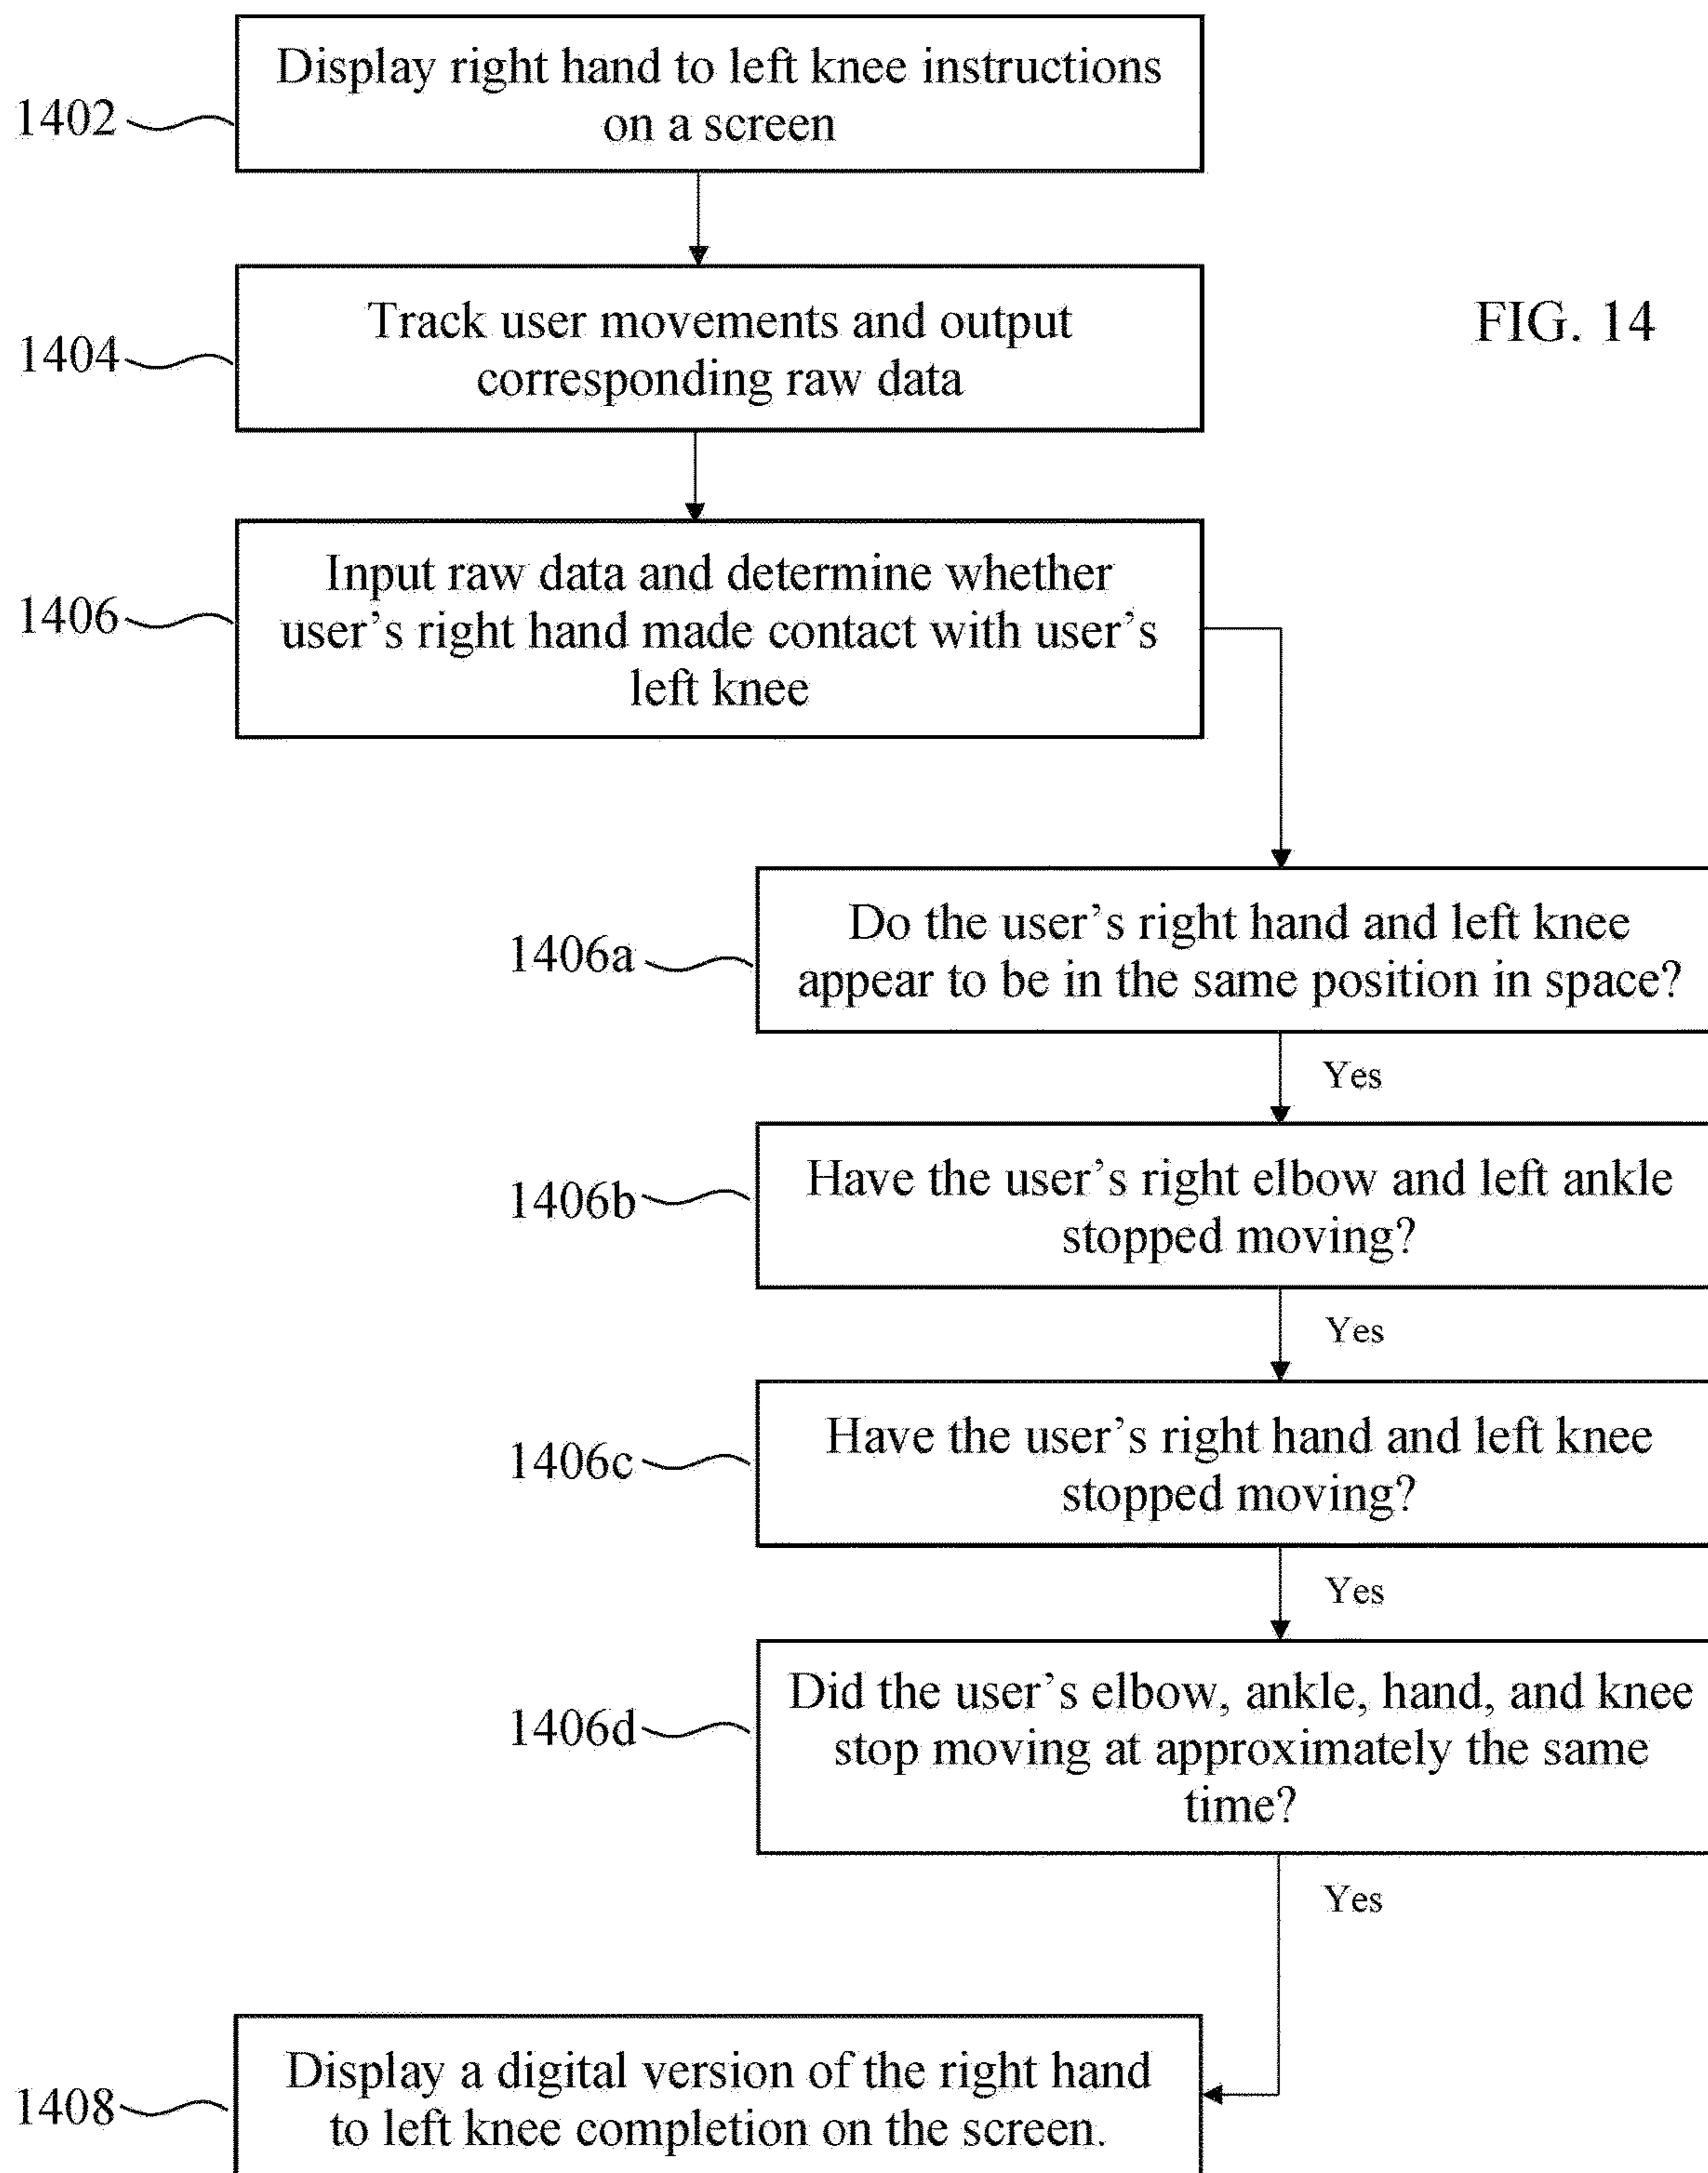 Display right hand to left knee instructions
on a screen
1402
Track user movements and output
corresponding raw data
1404
FIG. 14
Input raw data and determine whether
user’s right hand made contact with user’s
left knee
1406
Do the user’s right hand and left knee
appear to be in the same position in space?
1406a
Yes
Have the user’s right elbow and left ankle
stopped moving?
1406b
Yes
Have the user’s right hand and left knee
stopped moving?
1406c
Yes
Did the user’s elbow, ankle, hand, and knee
stop moving at approximately the same
time?
1406d
Yes
Display a digital version of the right hand
to left knee completion on the screen.
1408